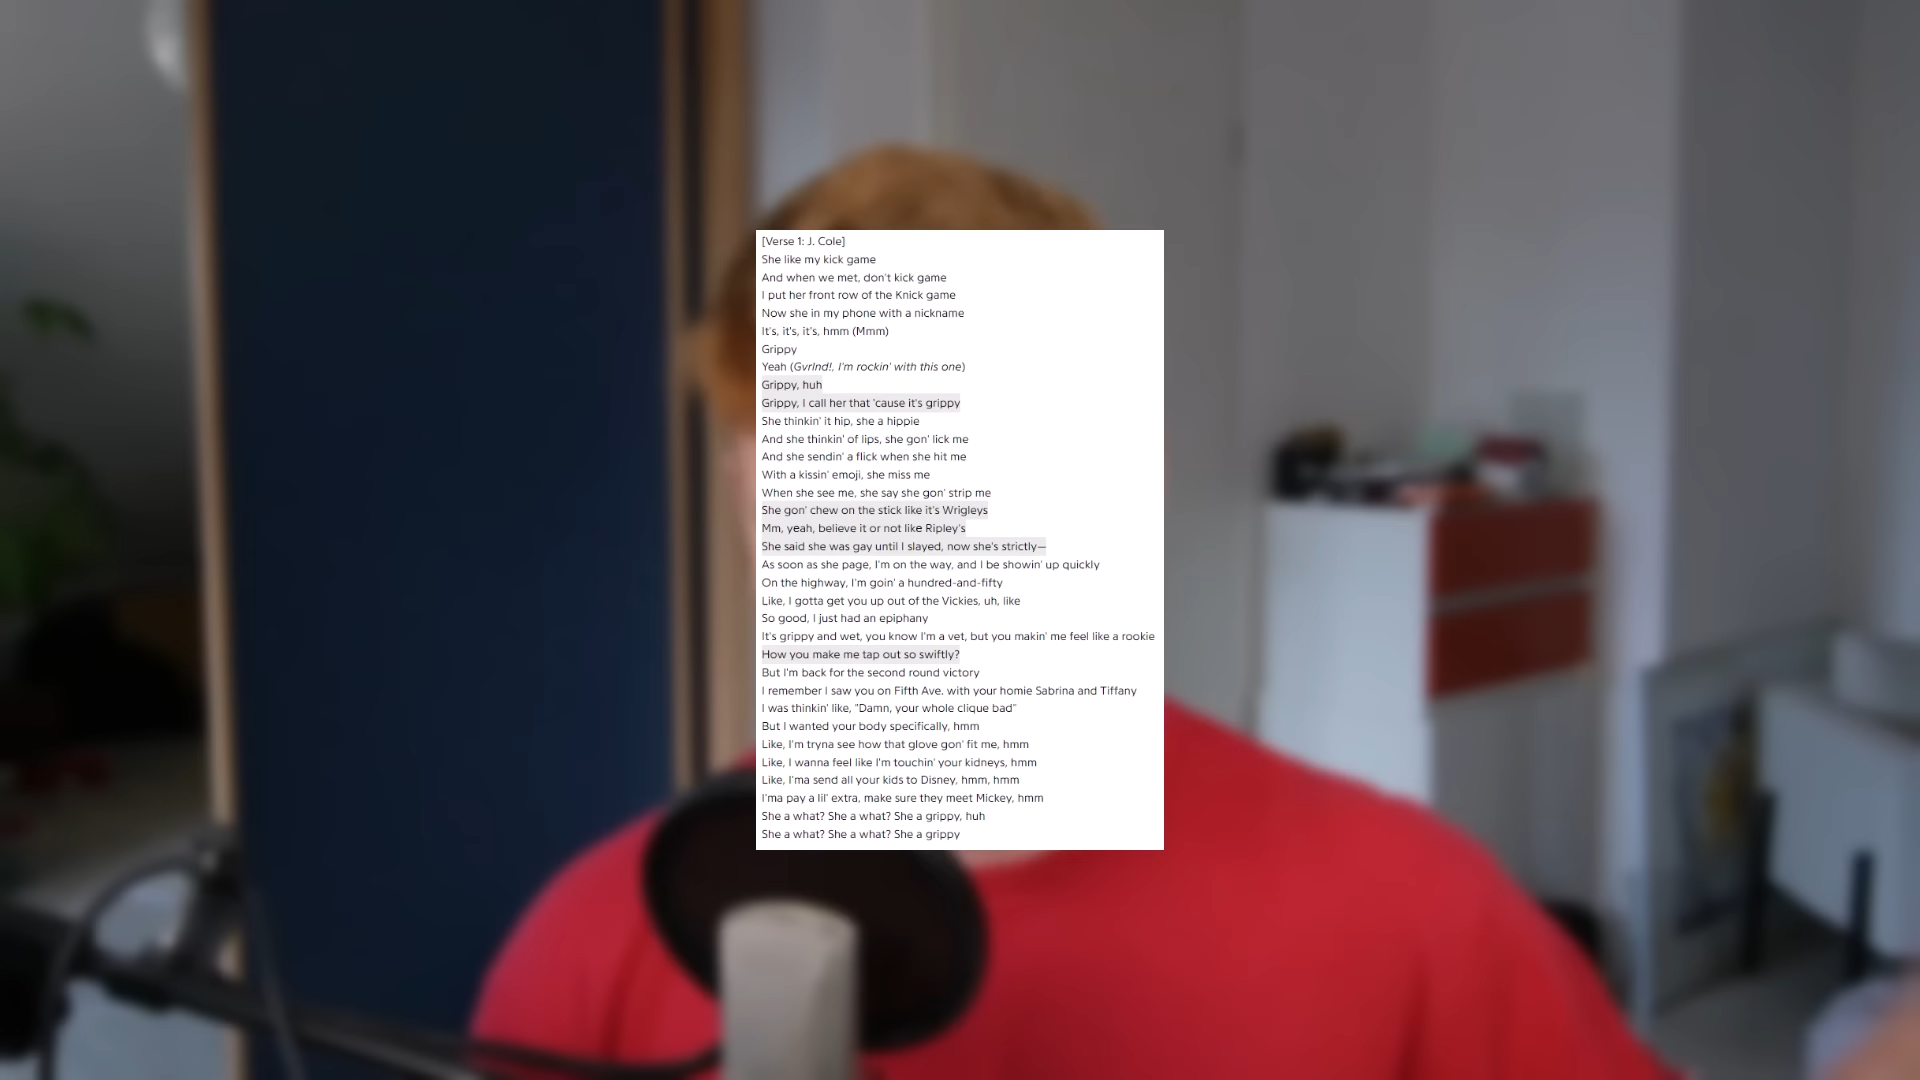 [Verse 1: J. Cole]
She like my kick game
And when we met, don't kick game
I put her front row of the Knick game
Now she in my phone with a nickname
It's, it's, it's, hmm (Mmm)
Grippy
Yeah (Gvrlnd!, I'm rockin' with this one)
Grippy, huh
Grippy, I call her that 'cause it's grippy
She thinkin' it hip, she a hippie
And she thinkin' of lips, she gon' lick me
And she sendin' a flick when she hit me
With a kissin' emoji, she miss me
When she see me, she say she gon' strip me
She gon' chew on the stick like it's Wrigleys
Mm, yeah, believe it or not like Ripley's
She said she was gay until I slayed, now she's strictly—
As soon as she page, I'm on the way, and I be showin' up quickly
On the highway, I'm goin' a hundred-and-fifty
Like, I gotta get you up out of the Vickies, uh, like
So good, I just had an epiphany
It's grippy and wet, you know I'm a vet, but you makin' me feel like a rookie
How you make me tap out so swiftly?
But I'm back for the second round victory
I remember I saw you on Fifth Ave. with your homie Sabrina and Tiffany
I was thinkin' like, "Damn, your whole clique bad"
But I wanted your body specifically, hmm
Like, I'm tryna see how that glove gon' fit me, hmm
Like, I wanna feel like I'm touchin' your kidneys, hmm
Like, I'ma send all your kids to Disney, hmm, hmm
I'ma pay a lil' extra, make sure they meet Mickey, hmm
She a what? She a what? She a grippy, huh
She a what? She a what? She a grippy